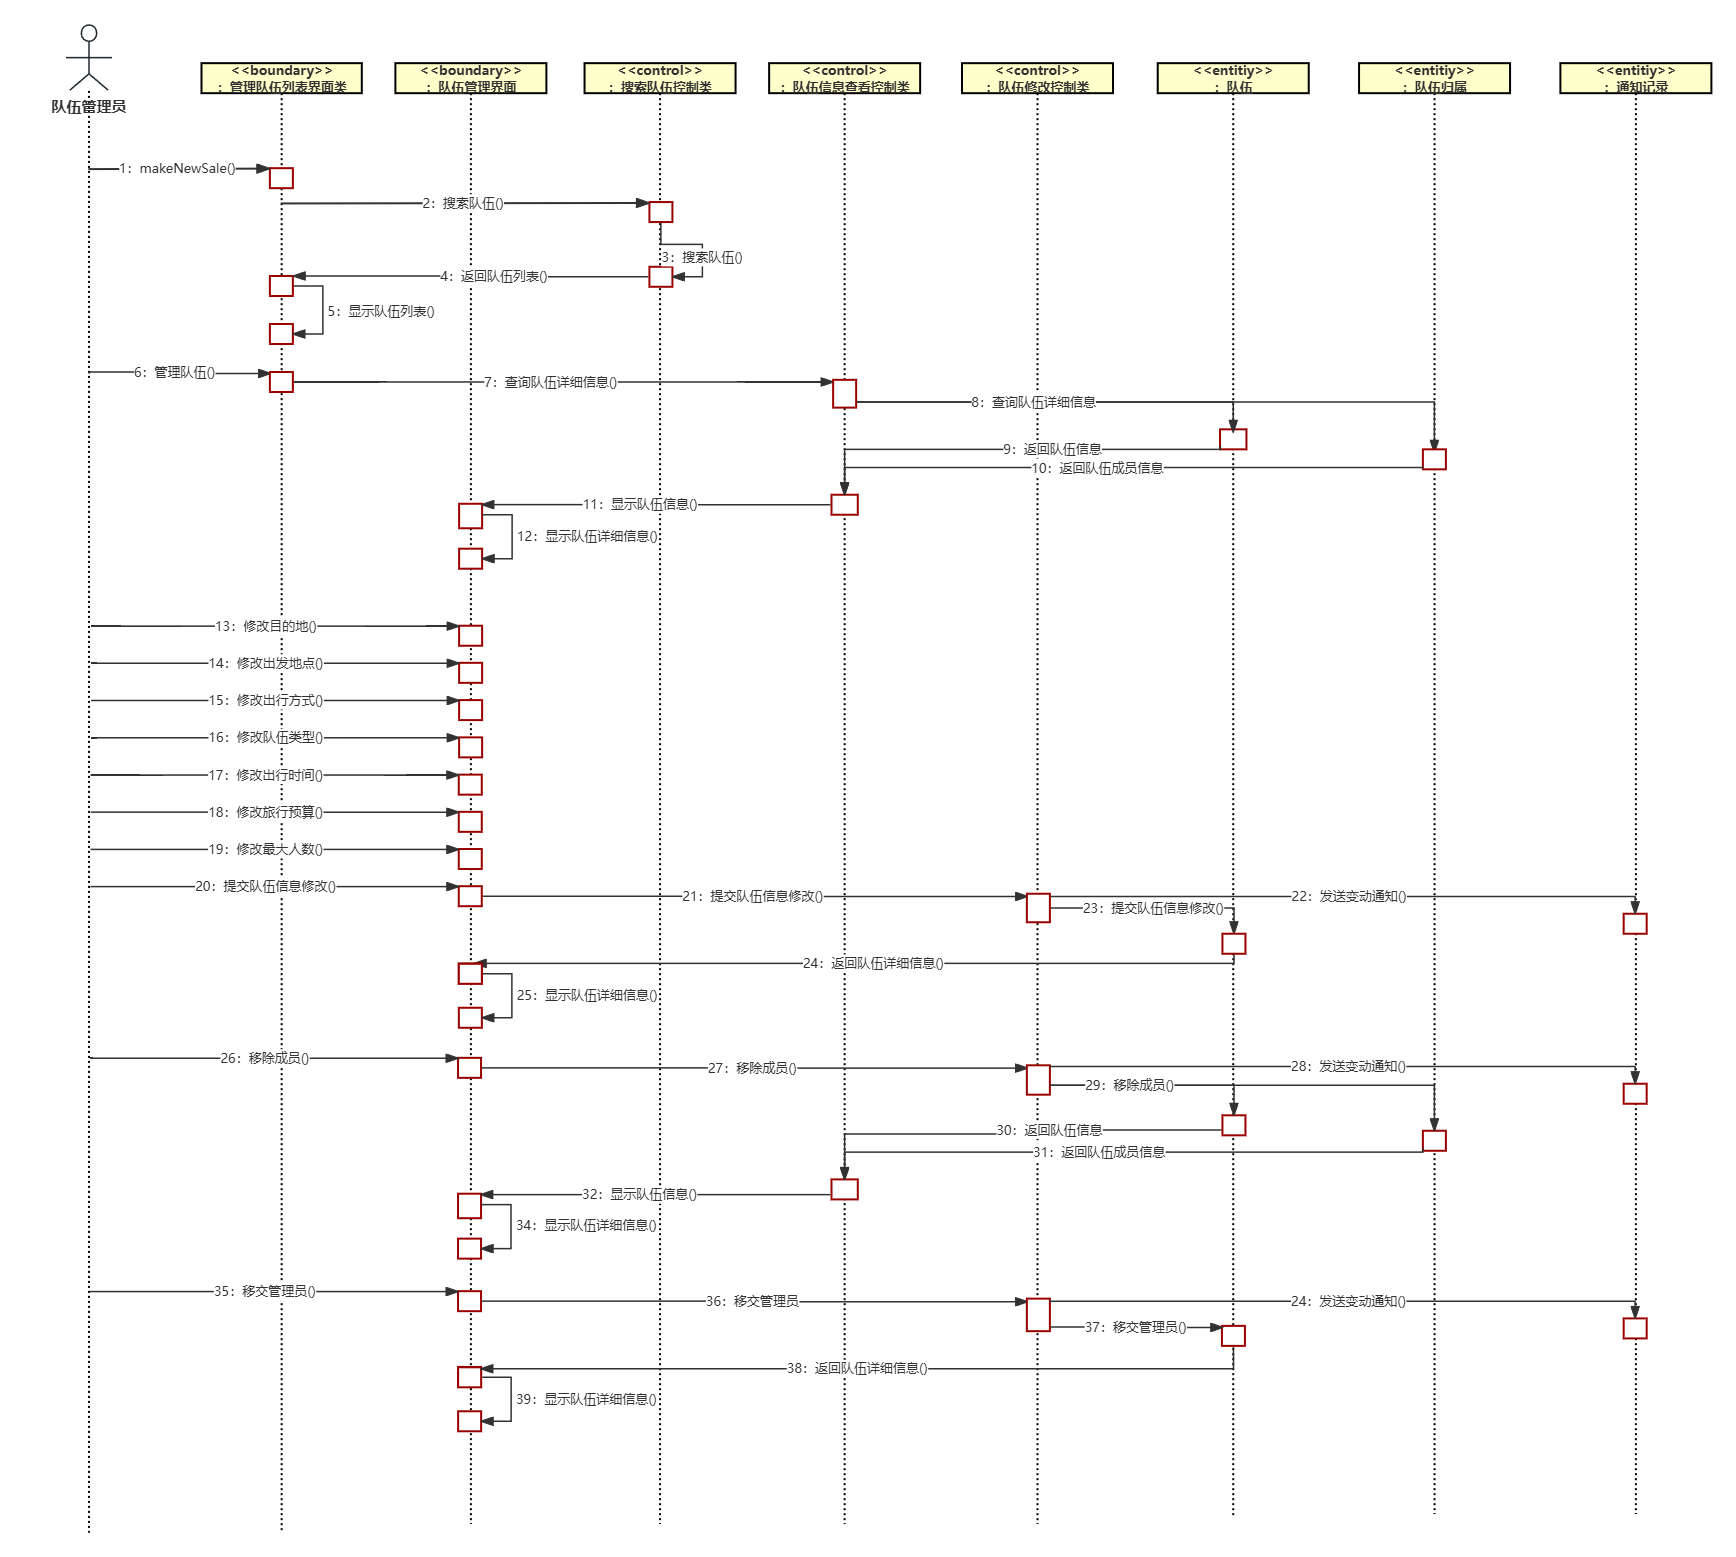 队伍管理员
<<boundary>>
：管理队伍列表界面类
<<boundary>>
：队伍管理界面
<<control>>
：搜索队伍控制类
<<control>>
：队伍信息查看控制类
<<control>>
：队伍修改控制类
<<entitiy>>
：队伍
<<entitiy>>
：队伍归属
<<entitiy>>
：通知记录
1：makeNewSale()
2：搜索队伍()
3：搜索队伍()
4：返回队伍列表()
5：显示队伍列表()
6：管理队伍()
7：查询队伍详细信息()
8：查询队伍详细信息
9：返回队伍信息
10：返回队伍成员信息
11：显示队伍信息()
12：显示队伍详细信息()
13：修改目的地()
14：修改出发地点()
15：修改出行方式()
16：修改队伍类型()
17：修改出行时间()
18：修改旅行预算()
19：修改最大人数()
20：提交队伍信息修改()
21：提交队伍信息修改()
22：发送变动通知()
23：提交队伍信息修改()
24：返回队伍详细信息()
25：显示队伍详细信息()
26：移除成员()
27：移除成员()
28：发送变动通知()
29：移除成员()
30：返回队伍信息
31：返回队伍成员信息
32：显示队伍信息()
34：显示队伍详细信息()
35：移交管理员()
36：移交管理员
24：发送变动通知()
37：移交管理员()
38：返回队伍详细信息()
39：显示队伍详细信息()